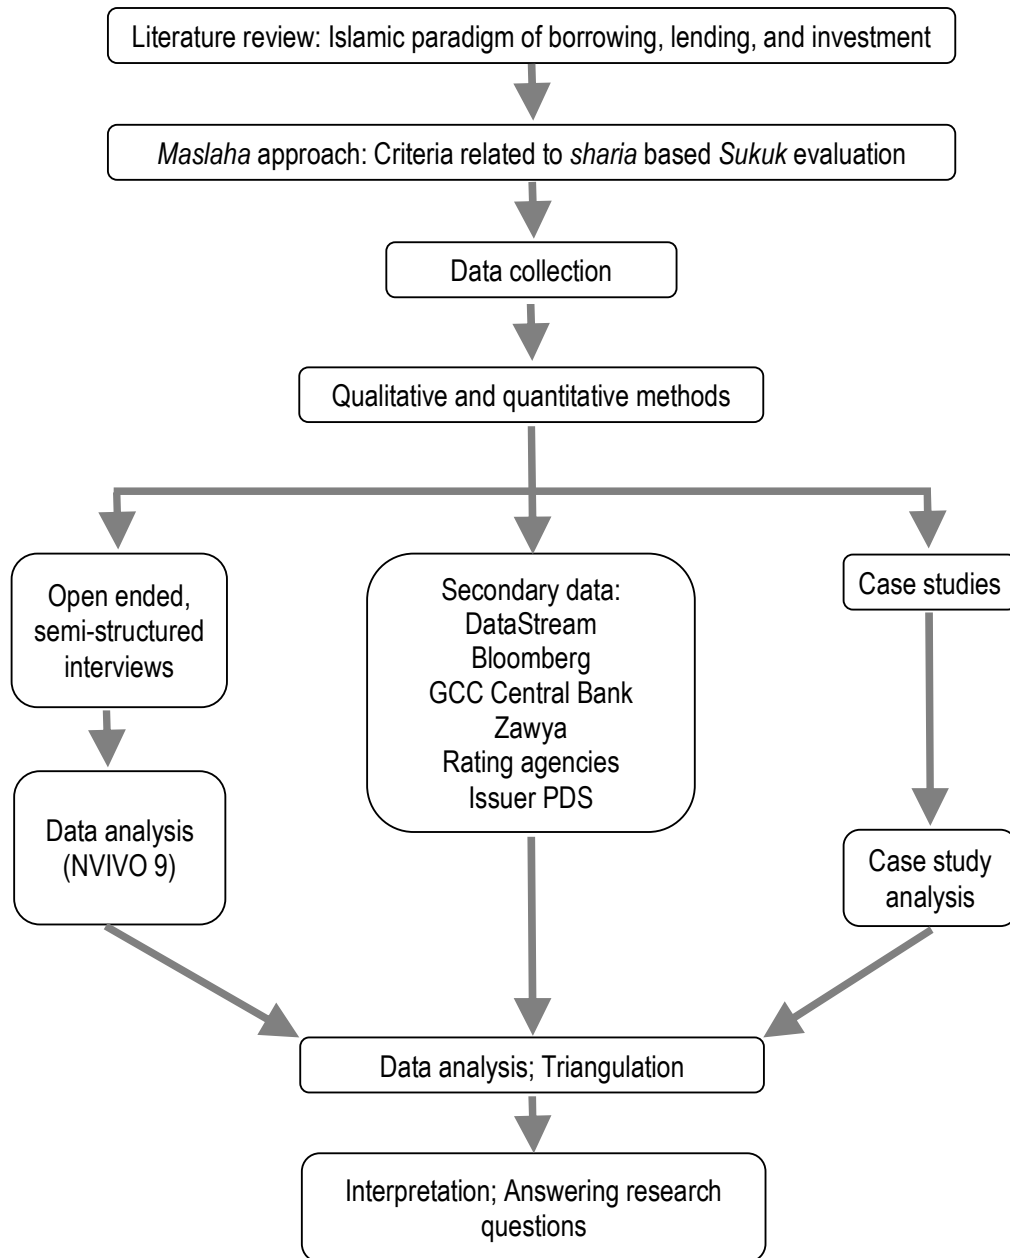 Literature review: Islamic paradigm of borrowing, lending, and investment
Maslaha approach: Criteria related to sharia based Sukuk evaluation
Data collection
Qualitative and quantitative methods
Open ended,
semi-structured
interviews
Data analysis
(NVIVO 9)
Secondary data:
DataStream
Bloomberg
GCC Central Bank
Zawya
Rating agencies
Issuer PDS
Case studies
Case study
analysis
Data analysis; Triangulation
Interpretation; Answering research
questions